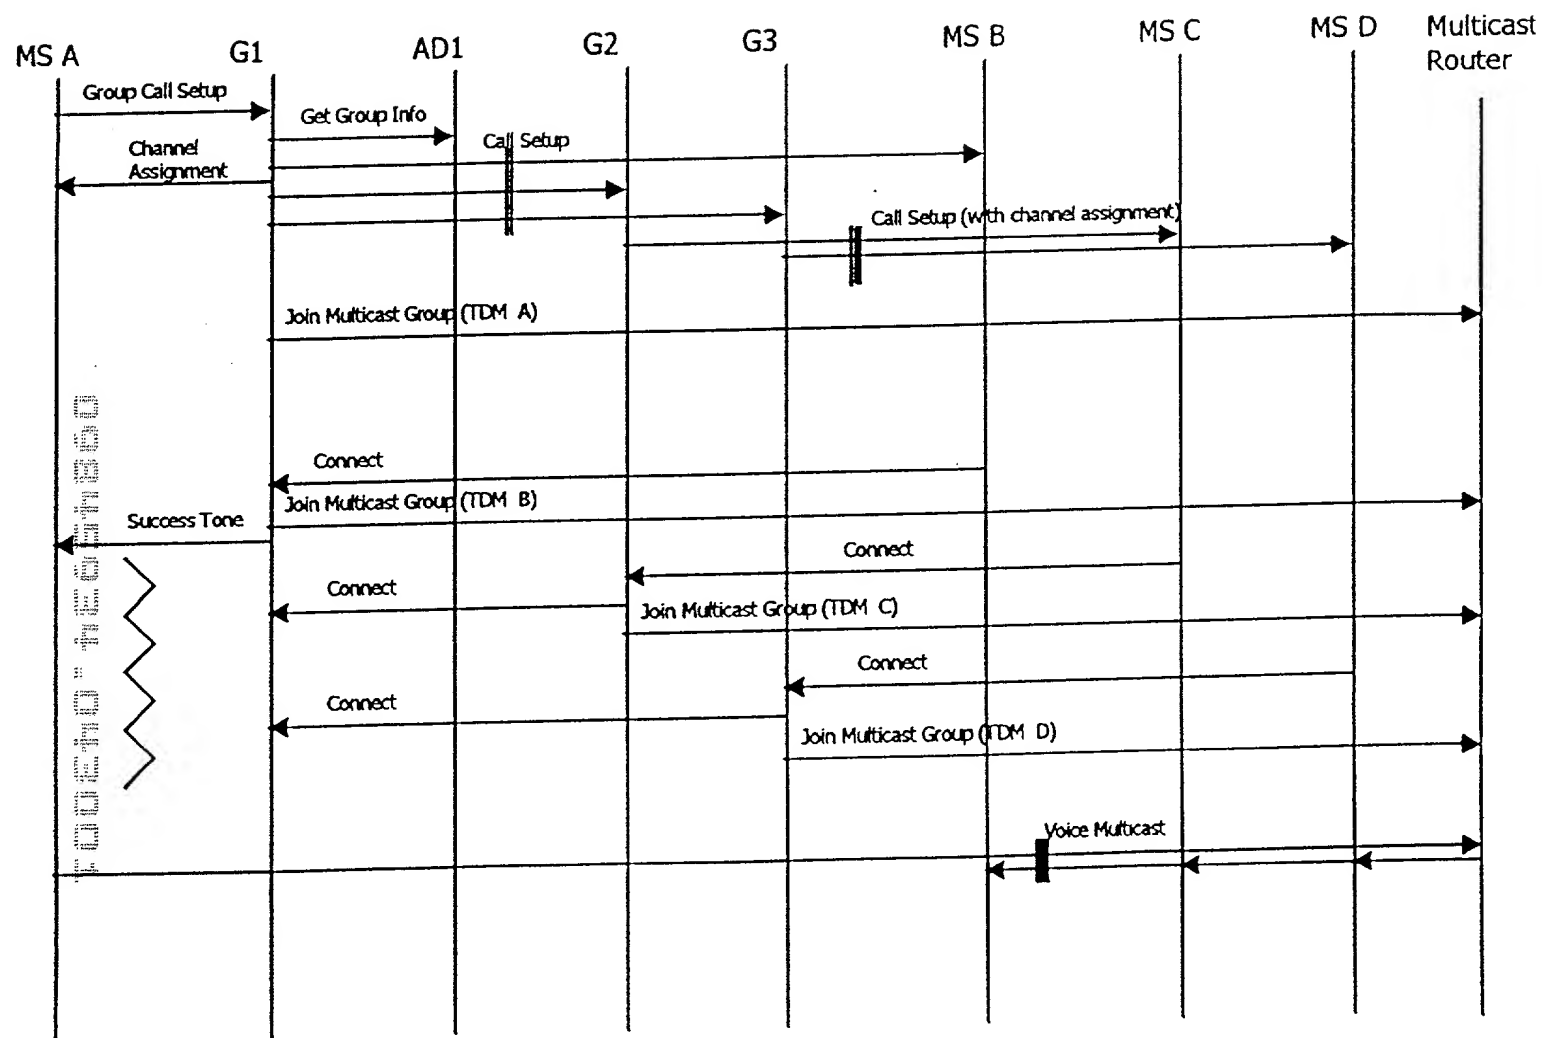 MS A
G1
AD1
G2
G3
MS B
MS C
MS D
Multicast
Router
Group Call Setup
Get Group Info
Call Setup
Channel
Assignment
Call Setup (with channel assignment)
Join Multicast Group (TDM A)
Connect
Join Multicast Group (TDM B)
Success Tone
Connect
Connect
Join Multicast Group (TDM C)
Connect
Connect
Join Multicast Group (TDM D)
Voice Multicast